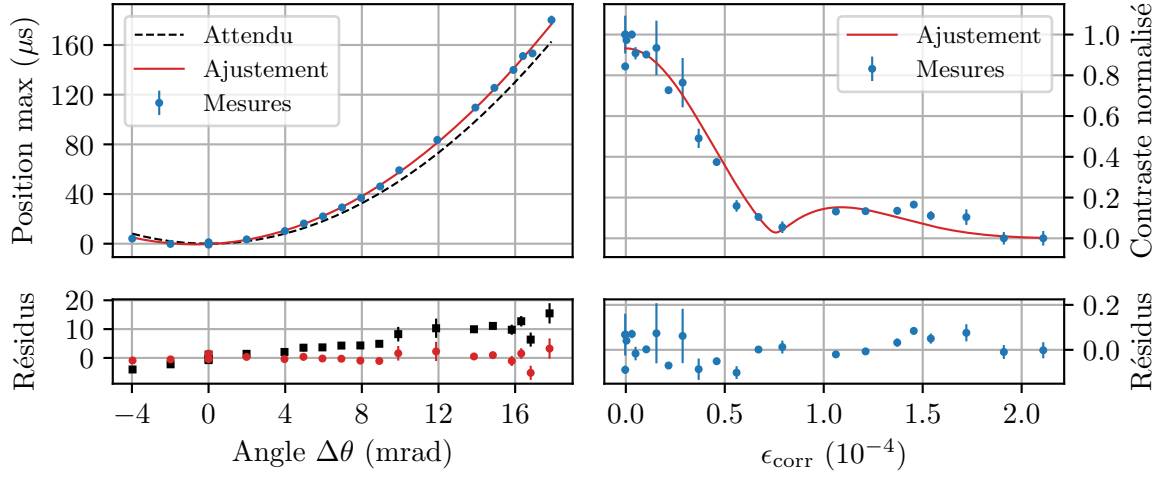 Position max (μs)
160
120
80
40
0
Attendu
Ajustement
Mesures
Ajustement
Mesures
1.0
0.8
0.6
0.4
0.2
0.0
Contraste normalisé
Résidus
20
10
0
−4
0
4
8
12
16
Angle Δθ (mrad)
0.2
0.0
Résidus
0.0
0.5
1.0
1.5
2.0
ϵcorr (10⁻⁴)